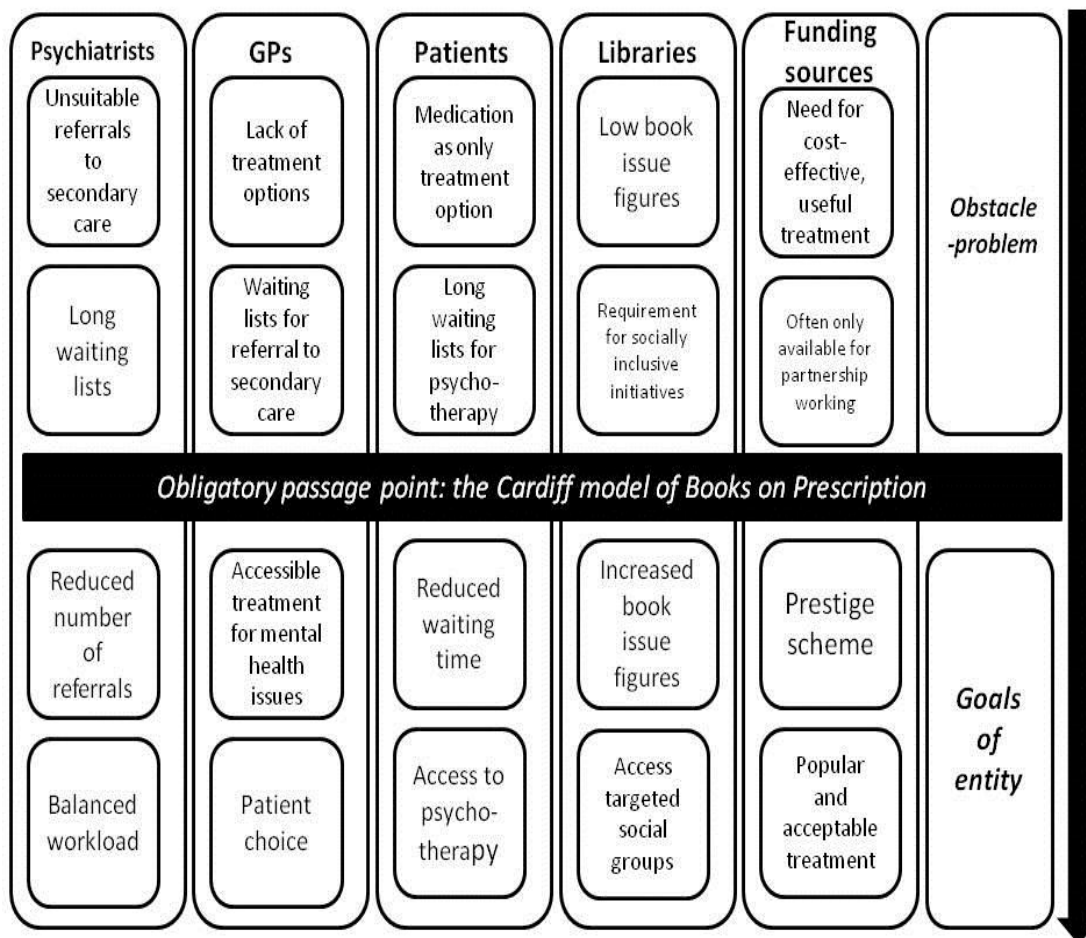 Psychiatrists
Unsuitable
referrals
to
secondary
care
Long
waiting
lists
GPs
Lack of
treatment
options
Waiting
lists for
referral to
secondary
care
Patients
Medication
as only
treatment
option
Long
waiting
lists for
psycho-
therapy
Libraries
Low book
issue
figures
Requirement
for socially
inclusive
initiatives
Funding
sources
Need for
cost-
effective,
useful
treatment
Often only
available for
partnership
working
Obstacle
-problem
Obligatory passage point: the Cardiff model of Books on Prescription
Reduced
number
of
referrals
Balanced
workload
Accessible
treatment
for mental
health
issues
Patient
choice
Reduced
waiting
time
Access to
psycho-
therapy
Increased
book
issue
figures
Access
targeted
social
groups
Prestige
scheme
Popular
and
acceptable
treatment
Goals
of
entity